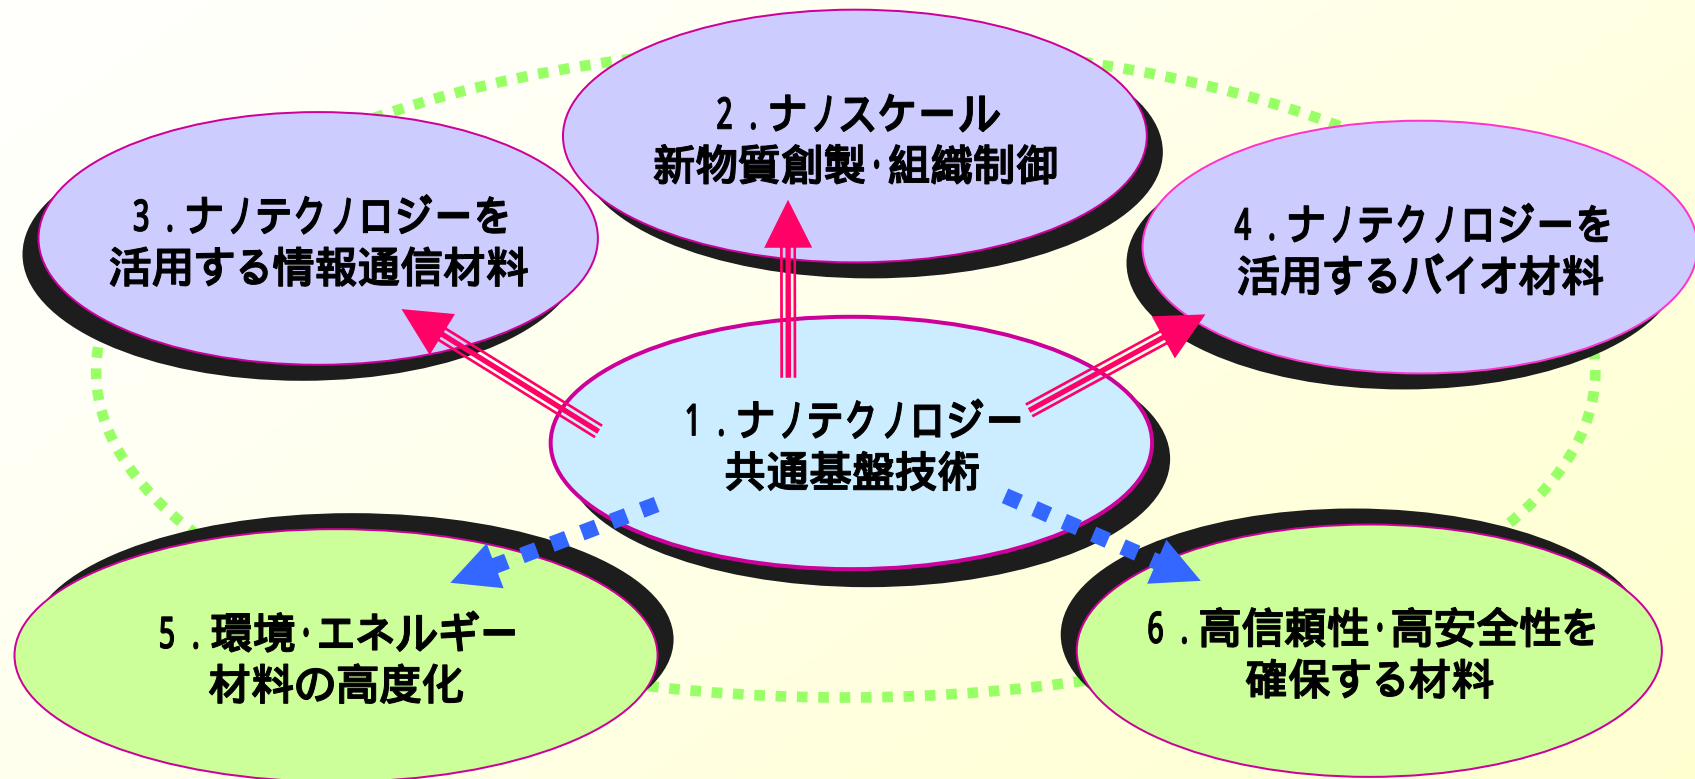 2．ナノスケール
新物質創製・組織制御
3．ナノテクノロジーを
活用する情報通信材料
4．ナノテクノロジーを
活用するバイオ材料
1．ナノテクノロジー
共通基盤技術
5．環境・エネルギー
材料の高度化
6．高信頼性・高安全性を
確保する材料